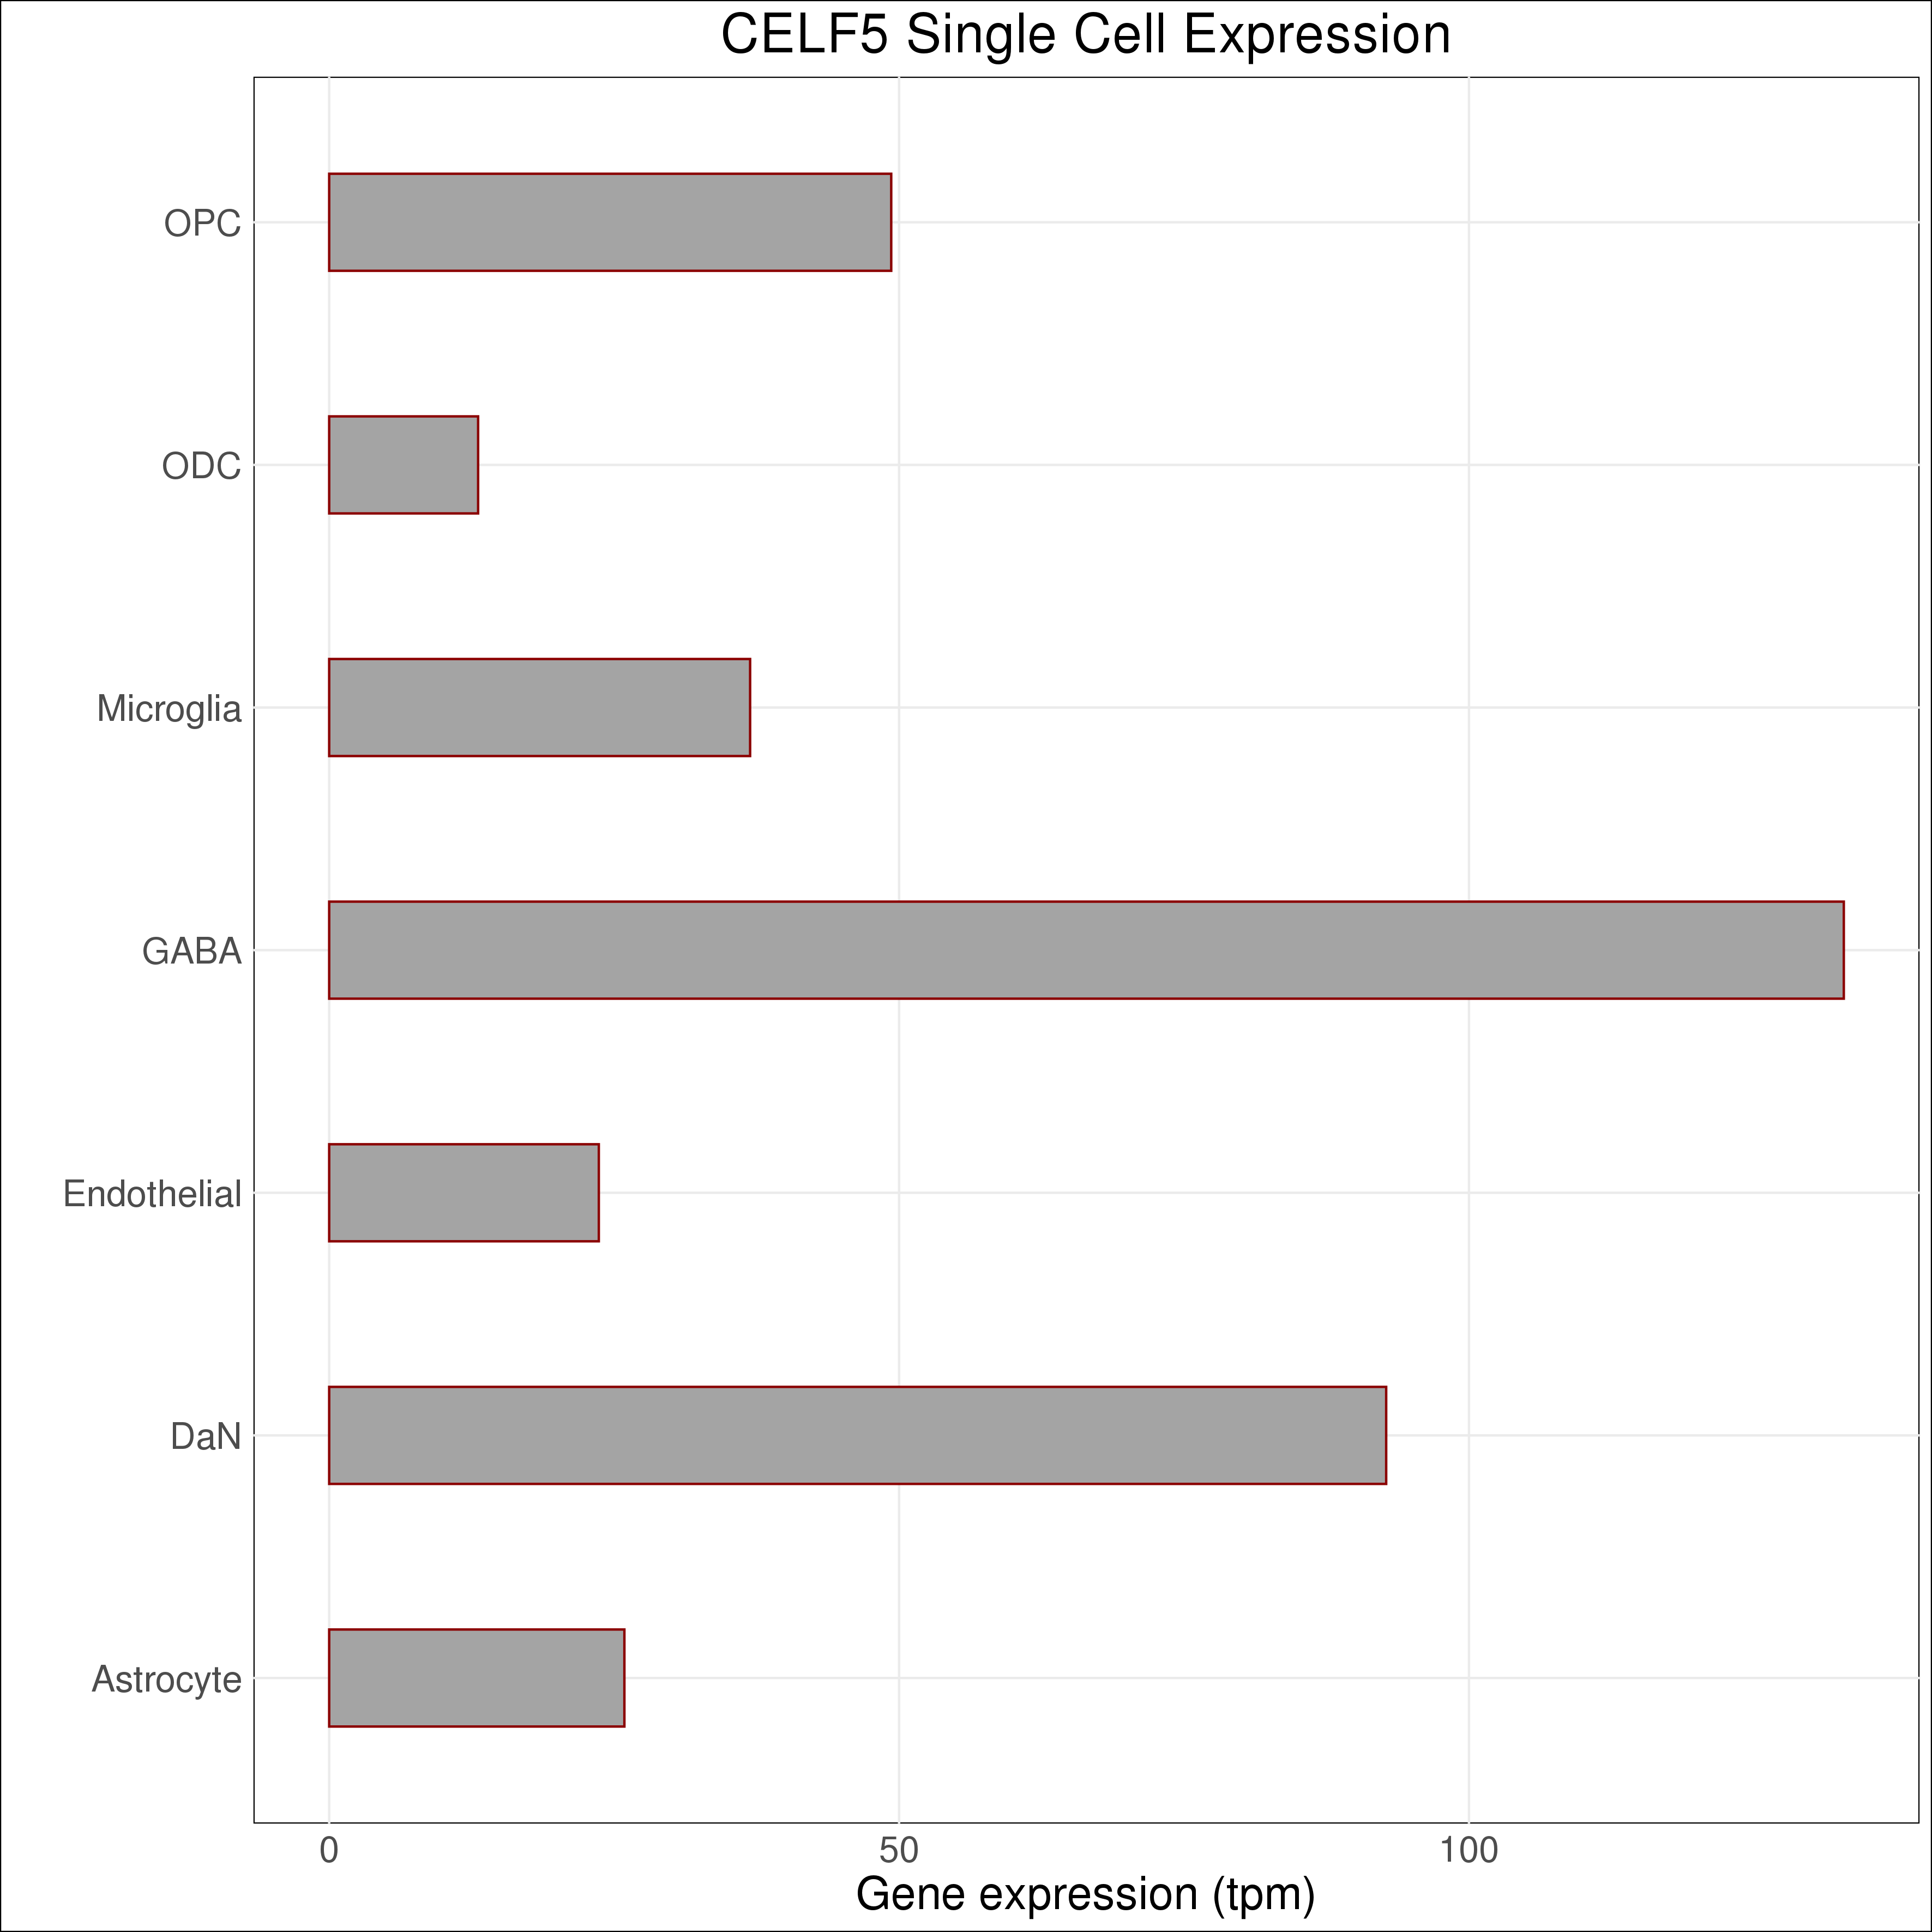 CELF5 Single Cell Expression
OPC
ODC
Microglia
GABA
Endothelial
DaN
Astrocyte
0 50 100
Gene expression (tpm)